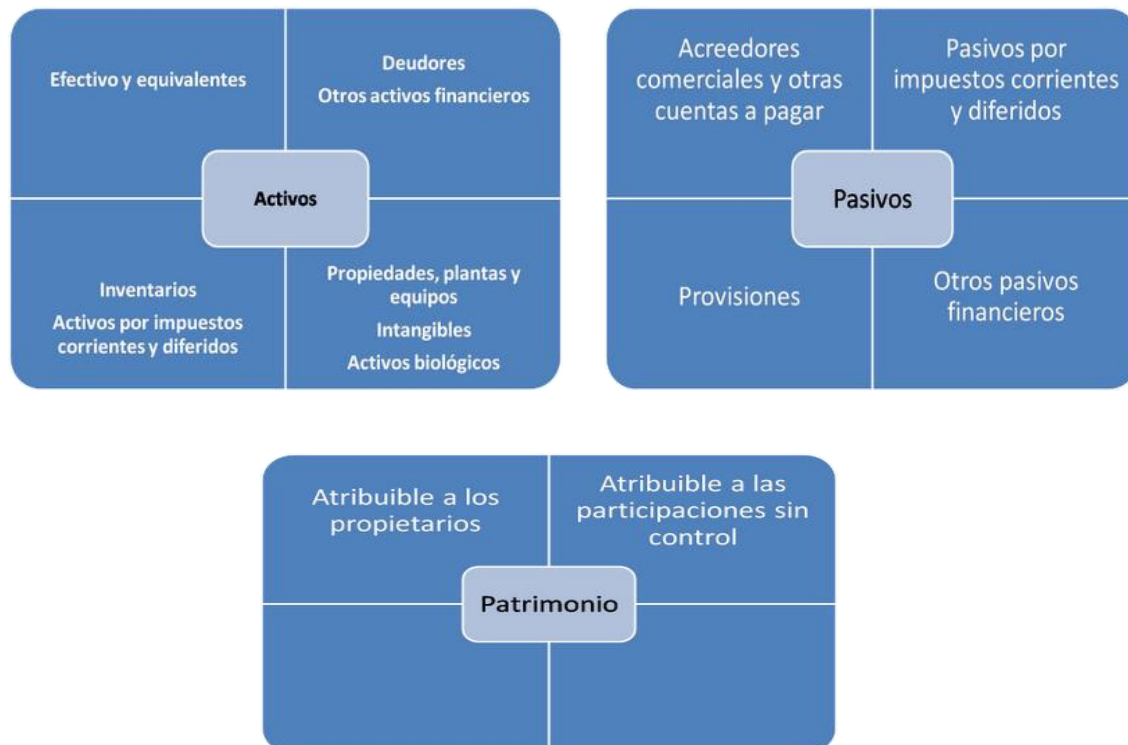 Efectivo y equivalentes
Deudores
Otros activos financieros
Activos
Inventarios
Activos por impuestos
corrientes y diferidos
Propiedades, plantas y
equipos
Intangibles
Activos biológicos
Acreedores
comerciales y otras
cuentas a pagar
Pasivos por
impuestos corrientes
y diferidos
Pasivos
Provisiones
Otros pasivos
financieros
Atribuible a los
propietarios
Atribuible a las
participaciones sin
control
Patrimonio